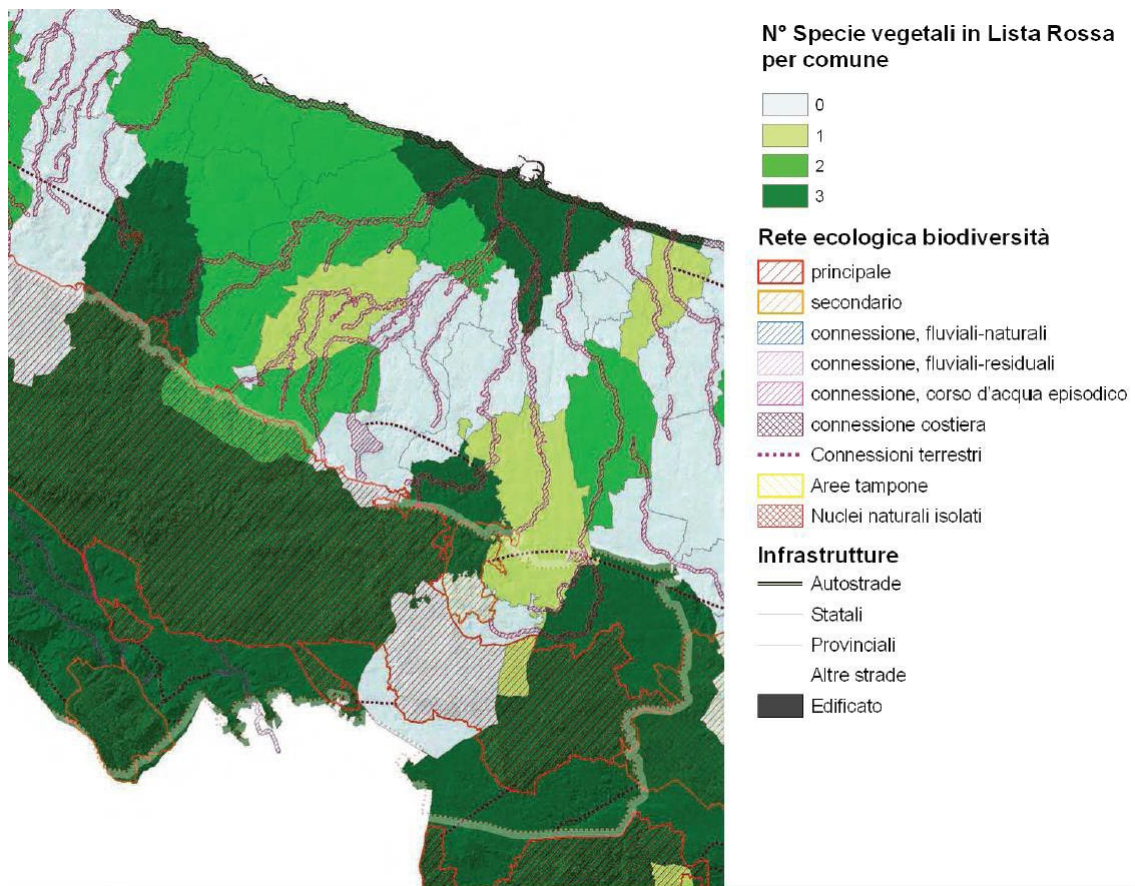 N° Specie vegetali in Lista Rossa
per comune
0
1
2
3
Rete ecologica biodiversità
principale
secondario
connessione, fluviali-naturali
connessione, fluviali-residuali
connessione, corso d'acqua episodico
connessione costiera
Connessioni terrestri
Aree tampone
Nuclei naturali isolati
Infrastrutture
Autostrade
Statali
Provinciali
Altre strade
Edificato